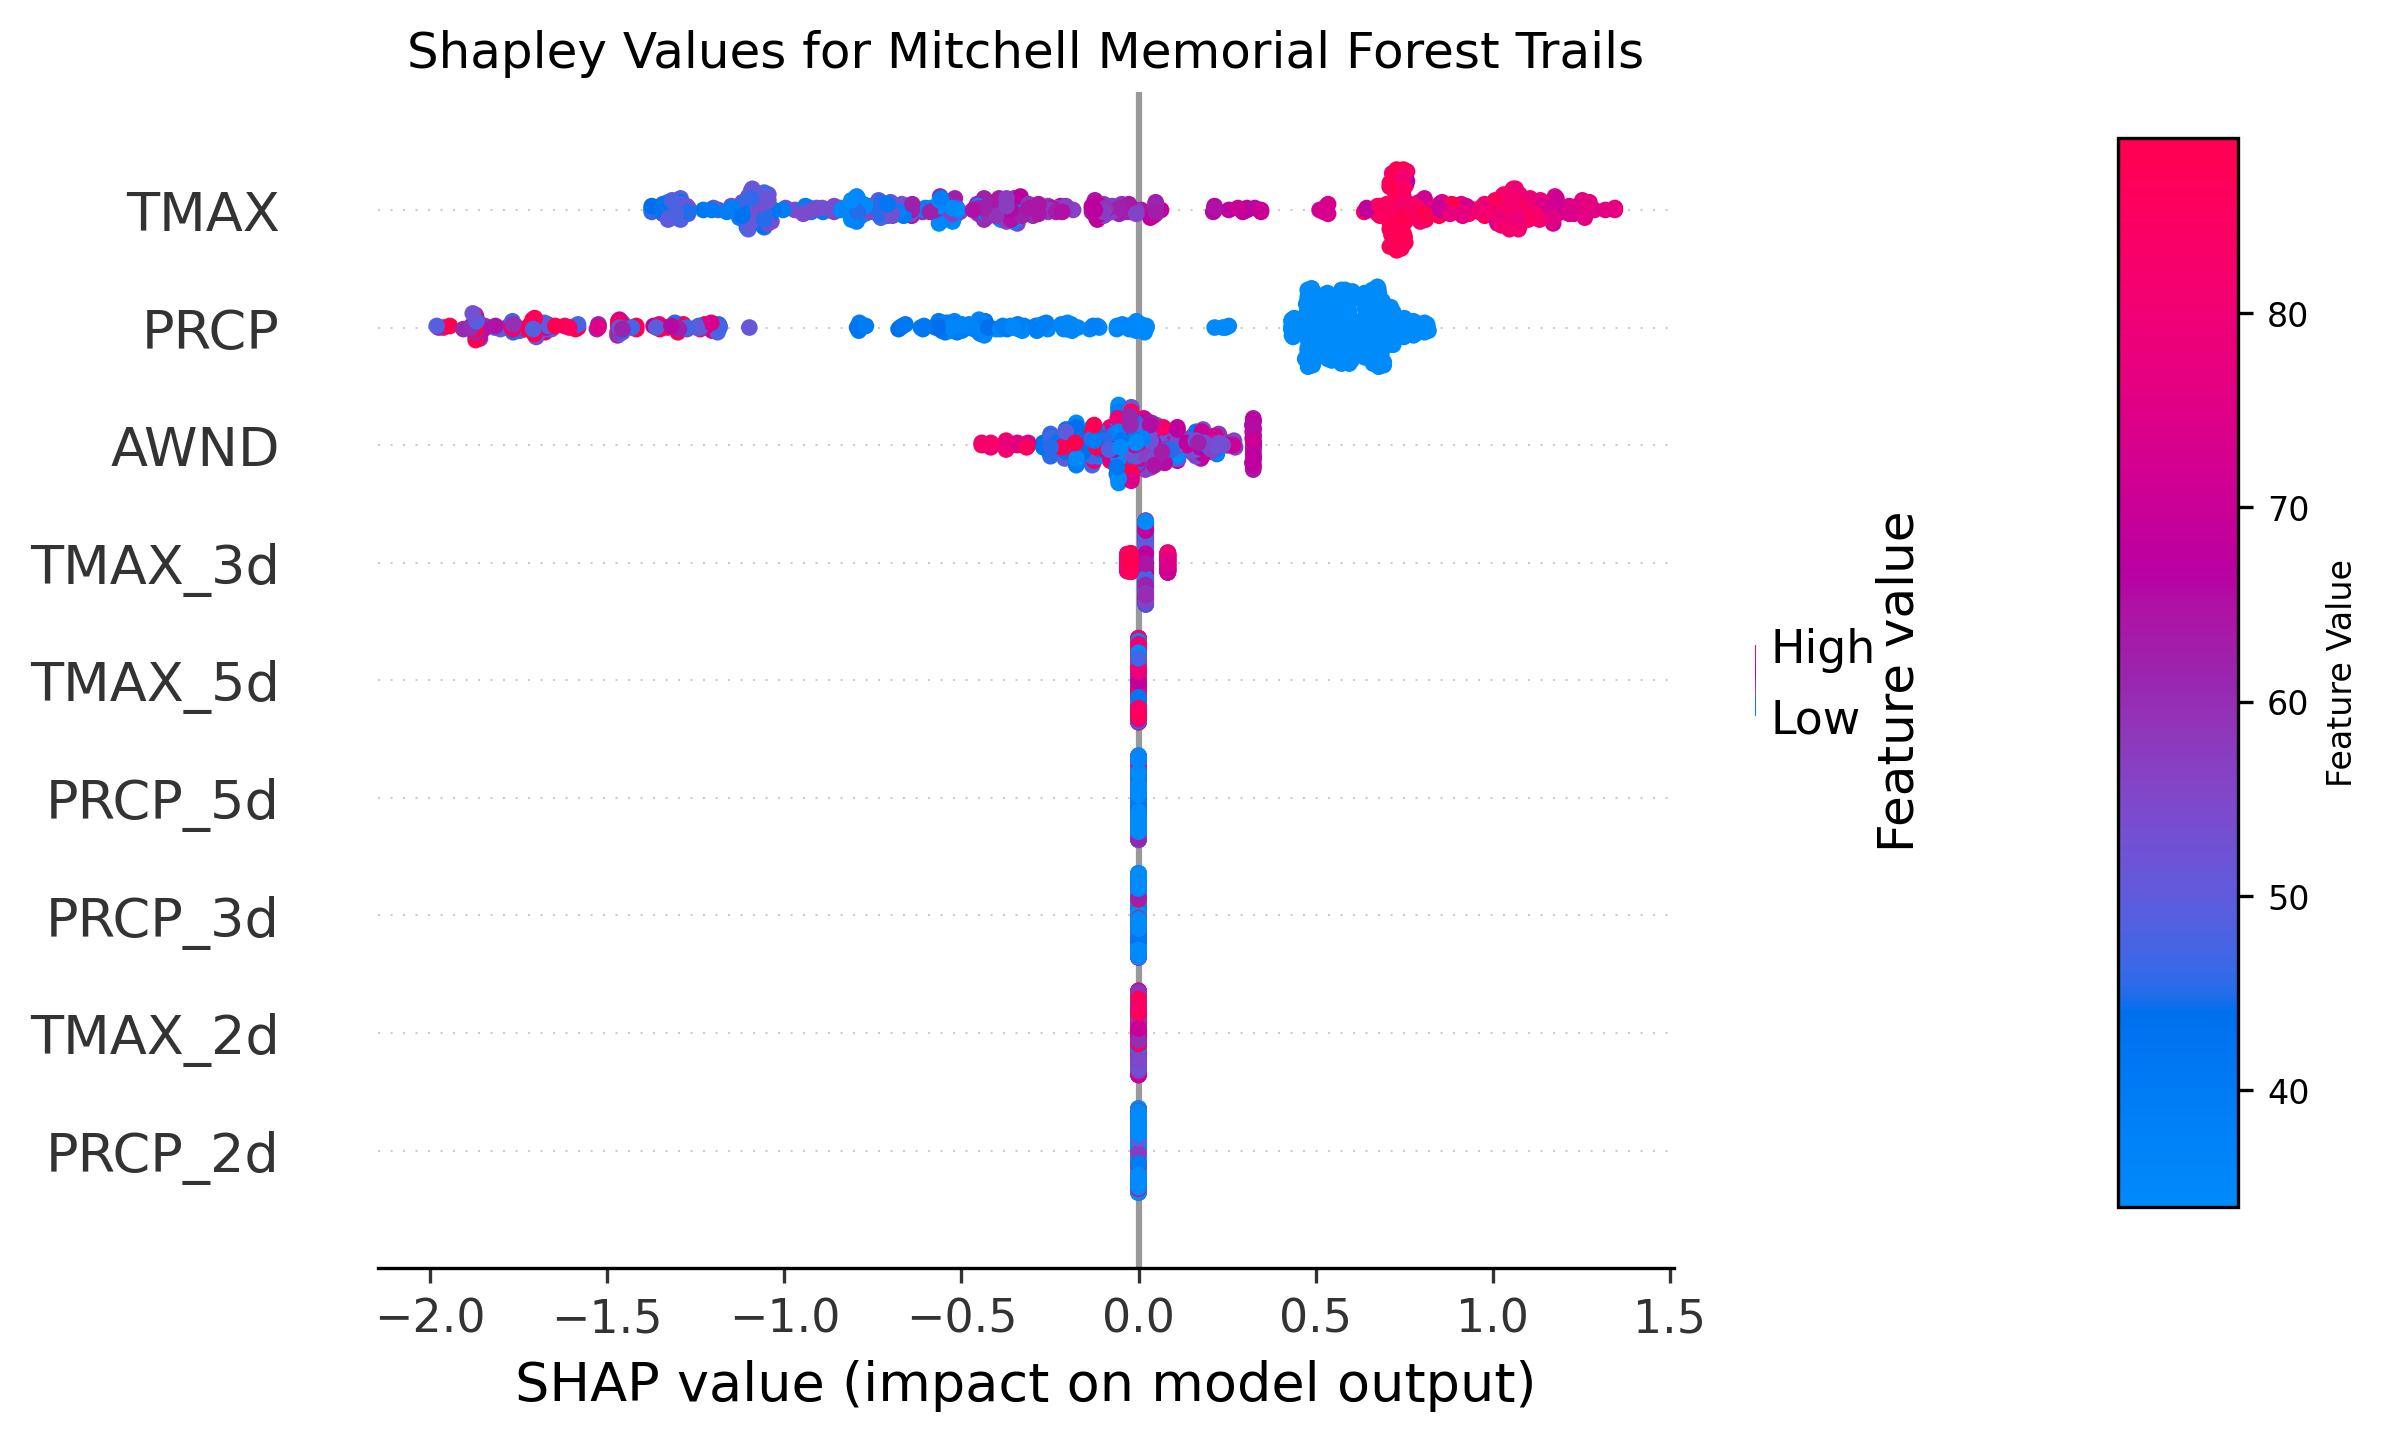 Shapley Values for Mitchell Memorial Forest Trails
TMAX
PRCP
AWND
TMAX_3d
TMAX_5d
PRCP_5d
PRCP_3d
TMAX_2d
PRCP_2d
−2.0 −1.5 −1.0 −0.5 0.0 0.5 1.0 1.5
SHAP value (impact on model output)
High
Low
Feature value
80
70
60
50
40
Feature Value